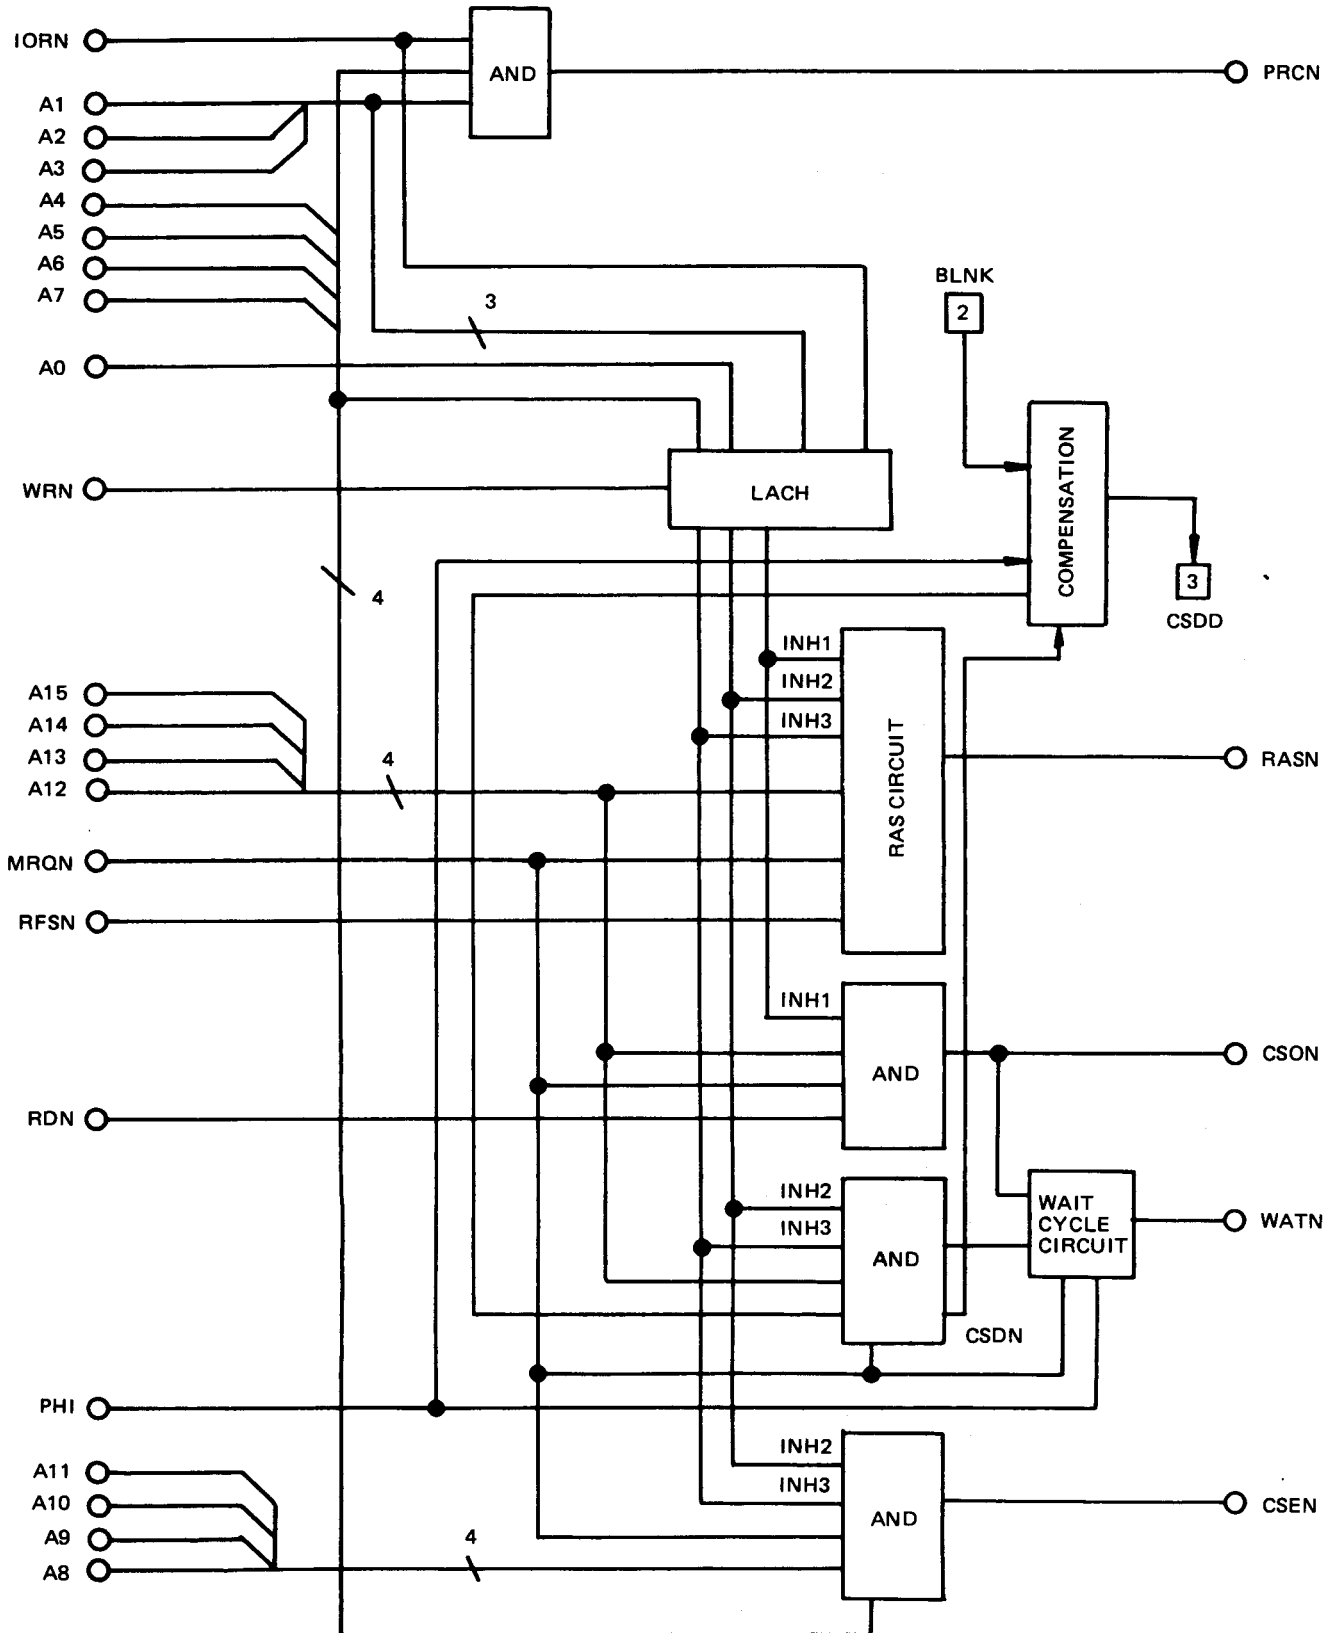 IORN
AND
PRCN
A1
A2
A3
A4
A5
A6
A7
3
BLNK
2
A0
COMPENSATION
WRN
LACH
4
3
CSDD
INH1
INH2
INH3
A15
A14
A13
A12
4
RAS CIRCUIT
RASN
MRQN
RFSN
INH1
AND
CSON
RDN
INH2
INH3
AND
WAIT
CYCLE
CIRCUIT
WATN
CSDN
PHI
INH2
INH3
AND
CSEN
A11
A10
A9
A8
4